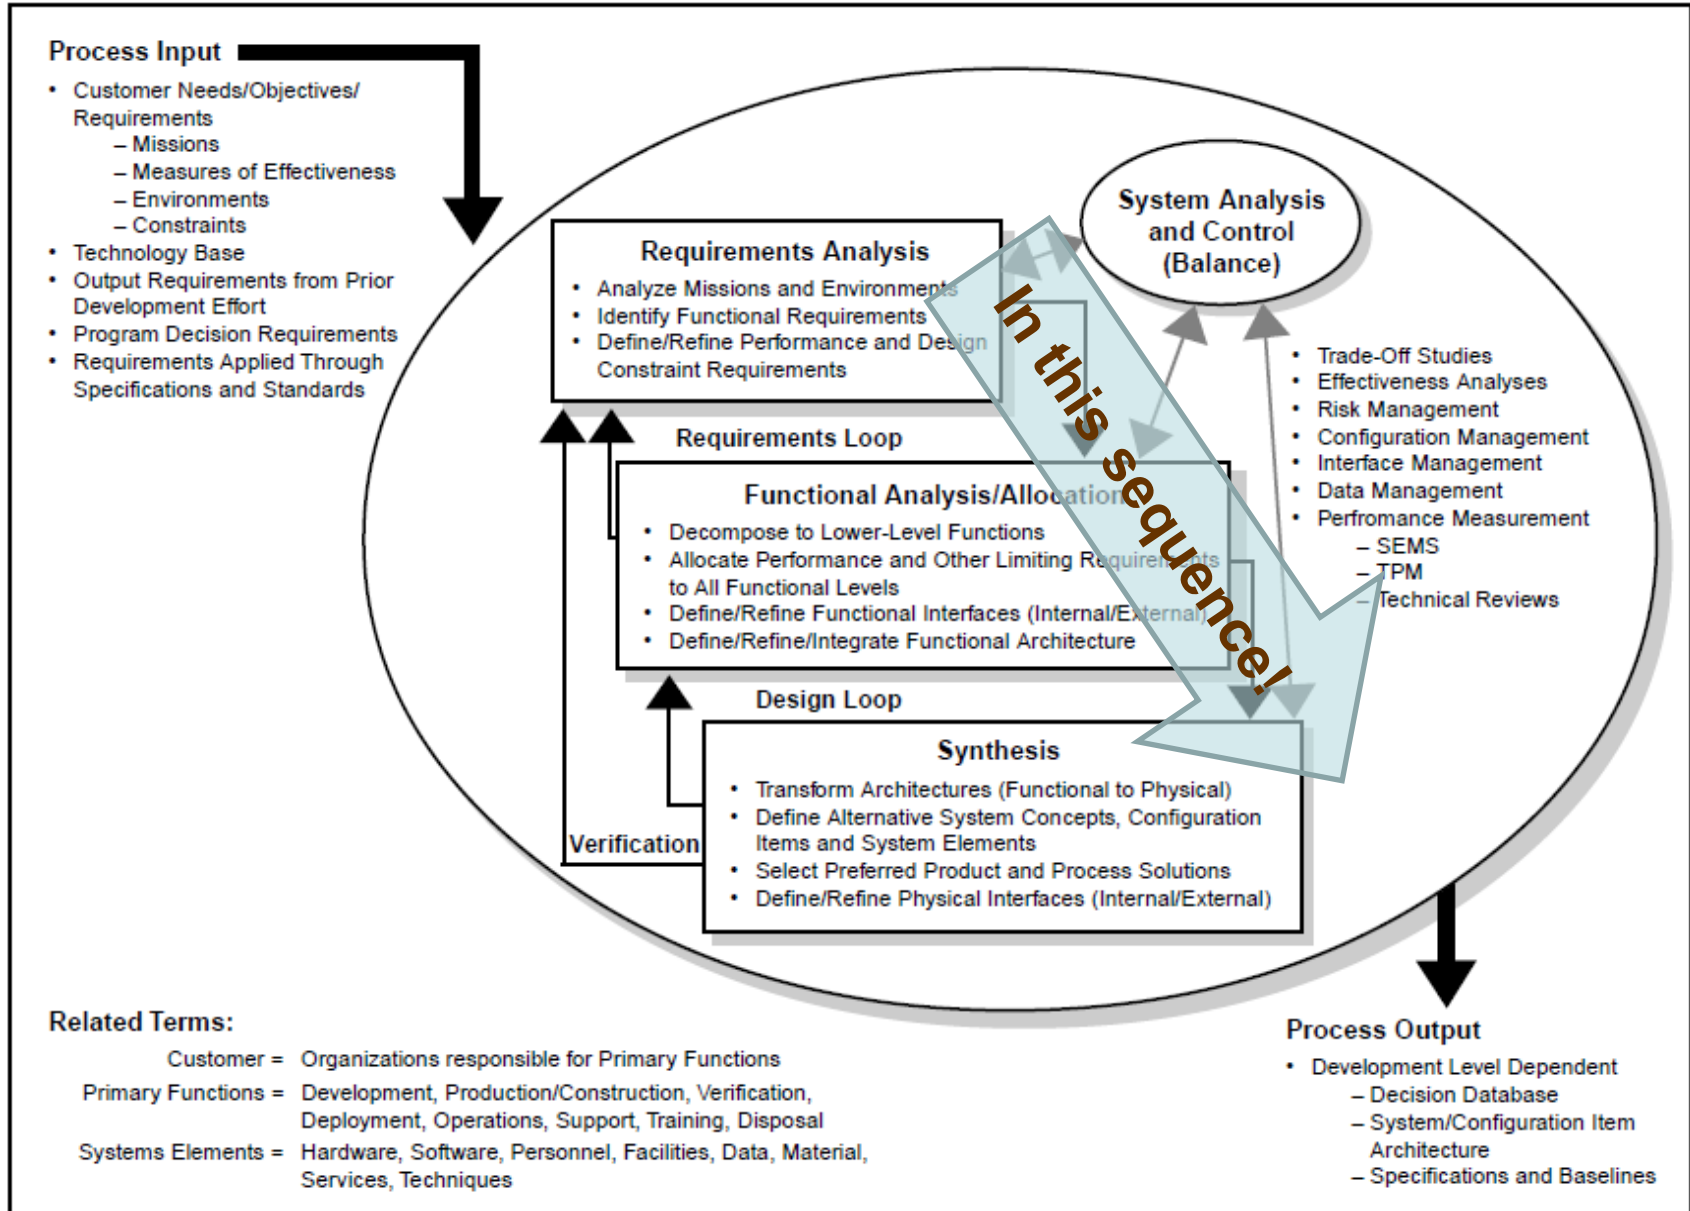 Process Input
• Customer Needs/Objectives/
Requirements
– Missions
– Measures of Effectiveness
– Environments
– Constraints
• Technology Base
• Output Requirements from Prior
Development Effort
• Program Decision Requirements
• Requirements Applied Through
Specifications and Standards
System Analysis
and Control
(Balance)
Requirements Analysis
• Analyze Missions and Environments
• Identify Functional Requirements
• Define/Refine Performance and Design
Constraint Requirements
In this sequence!
• Trade-Off Studies
• Effectiveness Analyses
• Risk Management
• Configuration Management
• Interface Management
• Data Management
• Perfromance Measurement
– SEMS
– TPM
– Technical Reviews
Requirements Loop
Functional Analysis/Allocation
• Decompose to Lower-Level Functions
• Allocate Performance and Other Limiting Requirements
to All Functional Levels
• Define/Refine Functional Interfaces (Internal/External)
• Define/Refine/Integrate Functional Architecture
Design Loop
Synthesis
• Transform Architectures (Functional to Physical)
• Define Alternative System Concepts, Configuration
Items and System Elements
• Select Preferred Product and Process Solutions
• Define/Refine Physical Interfaces (Internal/External)
Verification
Related Terms:
Customer = Organizations responsible for Primary Functions
Primary Functions = Development, Production/Construction, Verification,
Deployment, Operations, Support, Training, Disposal
Systems Elements = Hardware, Software, Personnel, Facilities, Data, Material,
Services, Techniques
Process Output
• Development Level Dependent
– Decision Database
– System/Configuration Item
Architecture
– Specifications and Baselines